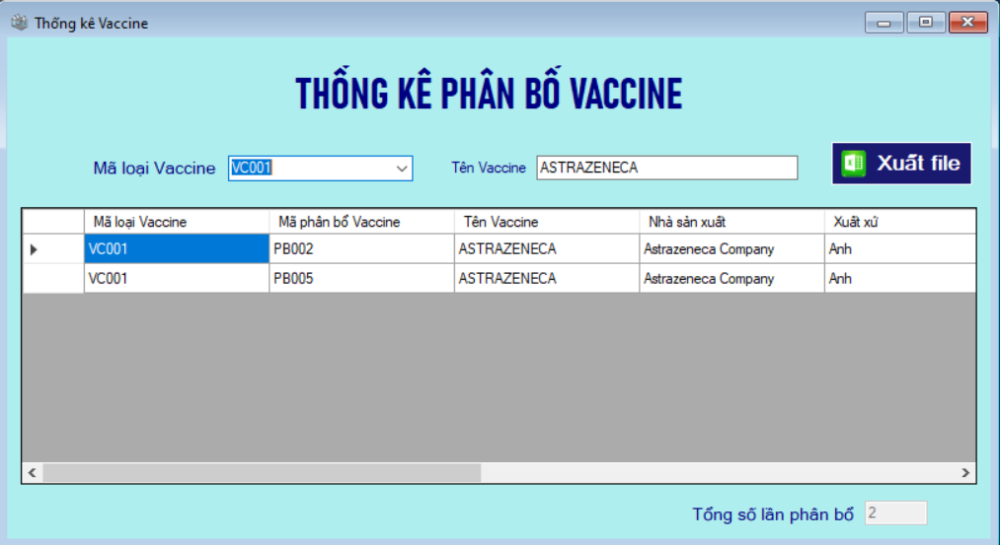 Thống kê Vaccine
THỐNG KÊ PHÂN BỐ VACCINE
Mã loại Vaccine VC001 Tên Vaccine ASTRAZENECA Xuất file
Mã loại Vaccine Mã phân bổ Vaccine Tên Vaccine Nhà sản xuất Xuất xứ
VC001 PB002 ASTRAZENECA Astrazeneca Company Anh
VC001 PB005 ASTRAZENECA Astrazeneca Company Anh
Tổng số lần phân bổ 2